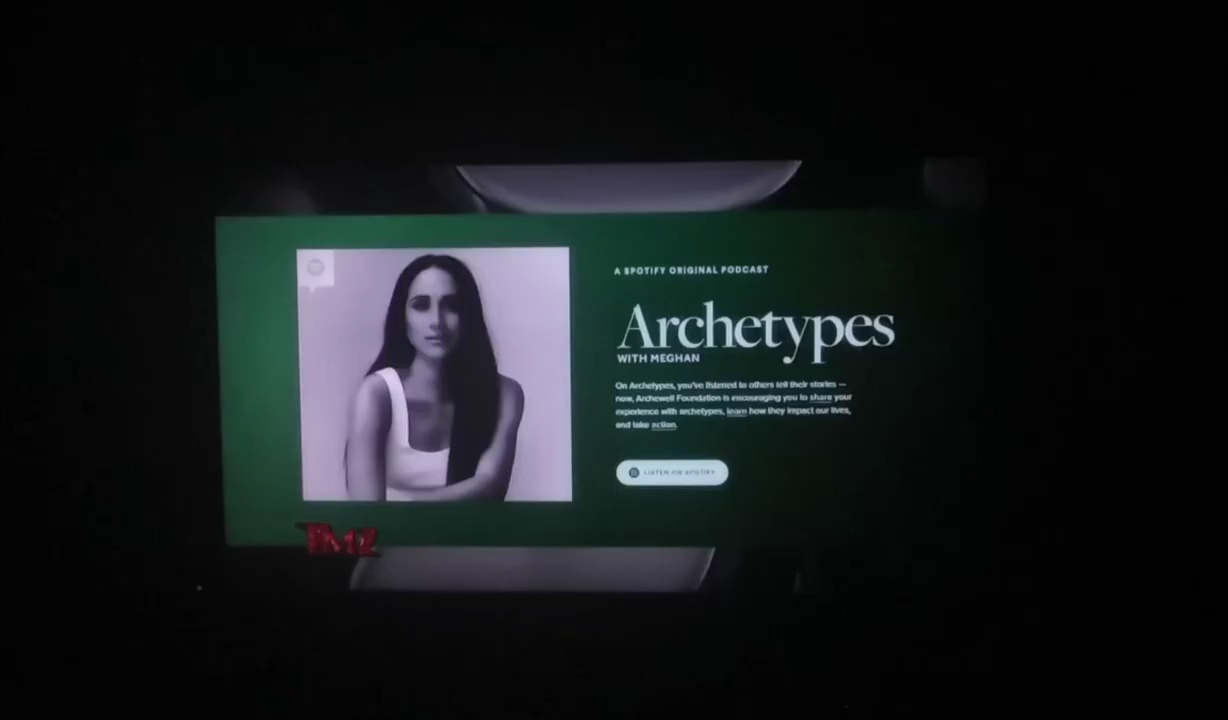 A SPOTIFY ORIGINAL PODCAST
Archetypes
WITH MEGHAN
On Archetypes, you've listened to others tell their stories —
now, Archewell Foundation is encouraging you to share your
experience with archetypes, learn how they impact our lives,
and take action.
LISTEN ON SPOTIFY
TMZ